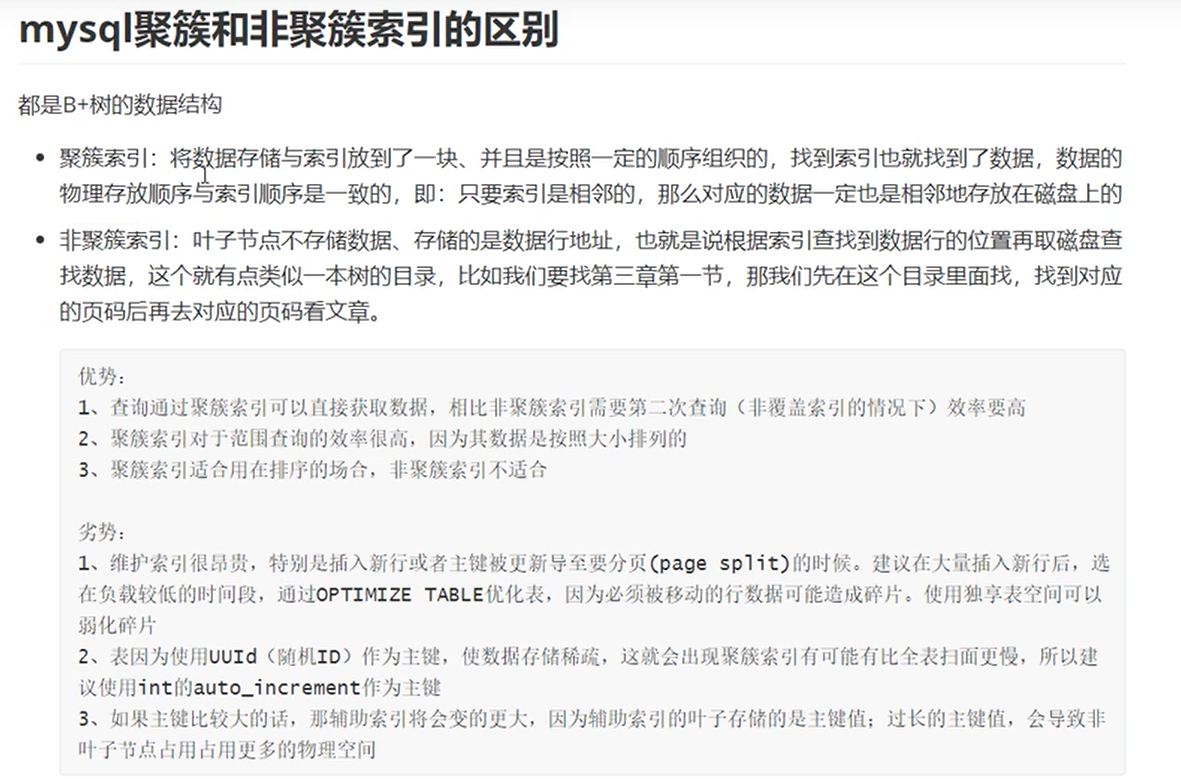 mysql聚簇和非聚簇索引的区别
都是B+树的数据结构
聚簇索引：将数据存储与索引放到了一块、并且是按照一定的顺序组织的，找到索引也就找到了数据，数据的
物理存放顺序与索引顺序是一致的，即：只要索引是相邻的，那么对应的数据一定也是相邻地存放在磁盘上的
非聚簇索引：叶子节点不存储数据、存储的是数据行地址，也就是说根据索引查找到数据行的位置再取磁盘查
找数据，这个就有点类似一本树的目录，比如我们要找第三章第一节，那我们先在这个目录里面找，找到对应
的页码后再去对应的页码看文章。
优势：
1、查询通过聚簇索引可以直接获取数据，相比非聚簇索引需要第二次查询（非覆盖索引的情况下）效率要高
2、聚簇索引对于范围查询的效率很高，因为其数据是按照大小排列的
3、聚簇索引适合用在排序的场合，非聚簇索引不适合
劣势：
1、维护索引很昂贵，特别是插入新行或者主键被更新导至要分页(page split)的时候。建议在大量插入新行后，选
在负载较低的时间段，通过OPTIMIZE TABLE优化表，因为必须被移动的行数据可能造成碎片。使用独享表空间可以
弱化碎片
2、表因为使用UUId（随机ID）作为主键，使数据存储稀疏，这就会出现聚簇索引有可能有比全表扫面更慢，所以建
议使用int的auto_increment作为主键
3、如果主键比较大的话，那辅助索引将会变的更大，因为辅助索引的叶子存储的是主键值；过长的主键值，会导致非
叶子节点占用占用更多的物理空间